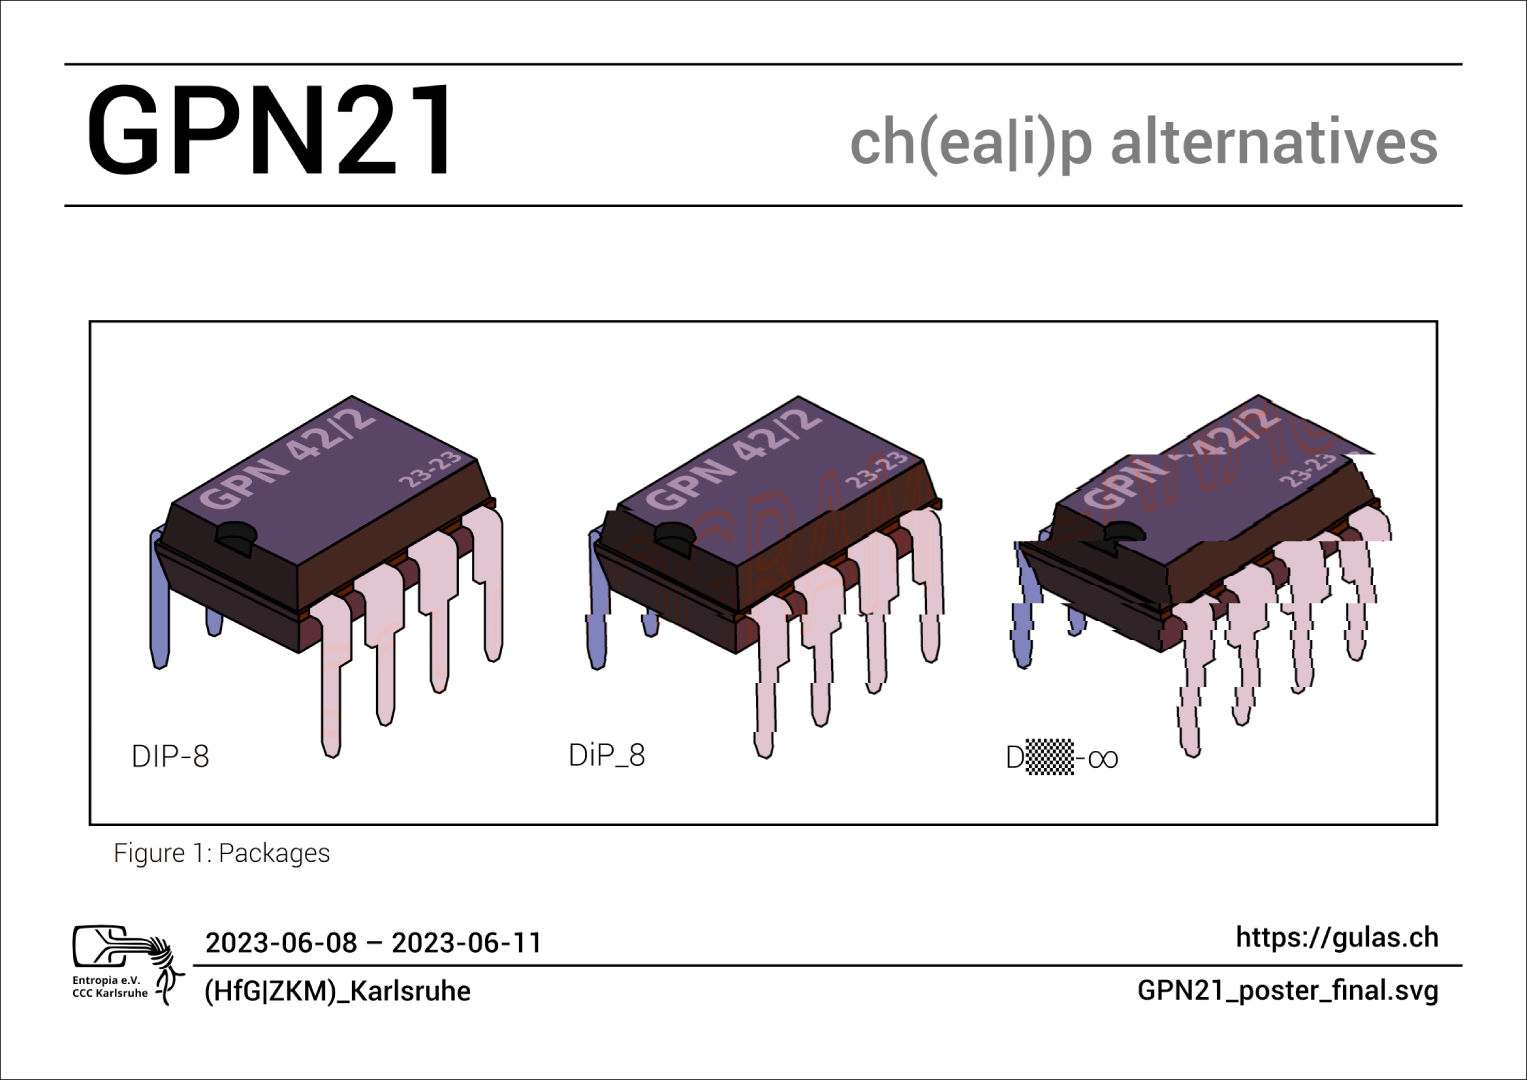 GPN21
ch(ea|i)p alternatives
GPN 42/2
23-23
GPN 42/2
23-23
GPN 42/2
23-23
DIP-8
DiP_8
D▒-∞
Figure 1: Packages
Entropia e.V.
CCC Karlsruhe
2023-06-08 – 2023-06-11
(HfG|ZKM)_Karlsruhe
https://gulas.ch
GPN21_poster_final.svg